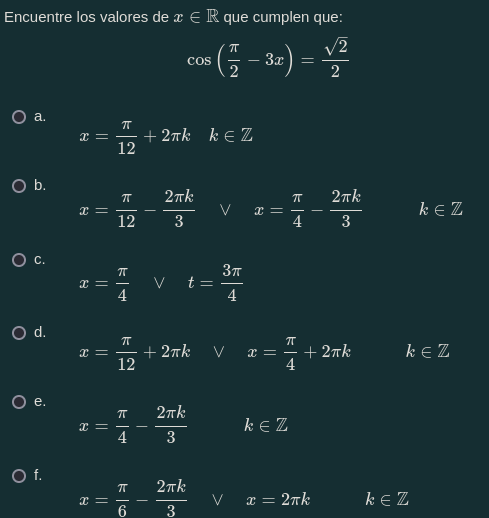 Encuentre los valores de x ∈ ℝ que cumplen que:
cos(π/2 − 3x) = √2/2
a. x = π/12 + 2πk k ∈ ℤ
b. x = π/12 − 2πk/3 ∨ x = π/4 − 2πk/3 k ∈ ℤ
c. x = π/4 ∨ t = 3π/4
d. x = π/12 + 2πk ∨ x = π/4 + 2πk k ∈ ℤ
e. x = π/4 − 2πk/3 k ∈ ℤ
f. x = π/6 − 2πk/3 ∨ x = 2πk k ∈ ℤ